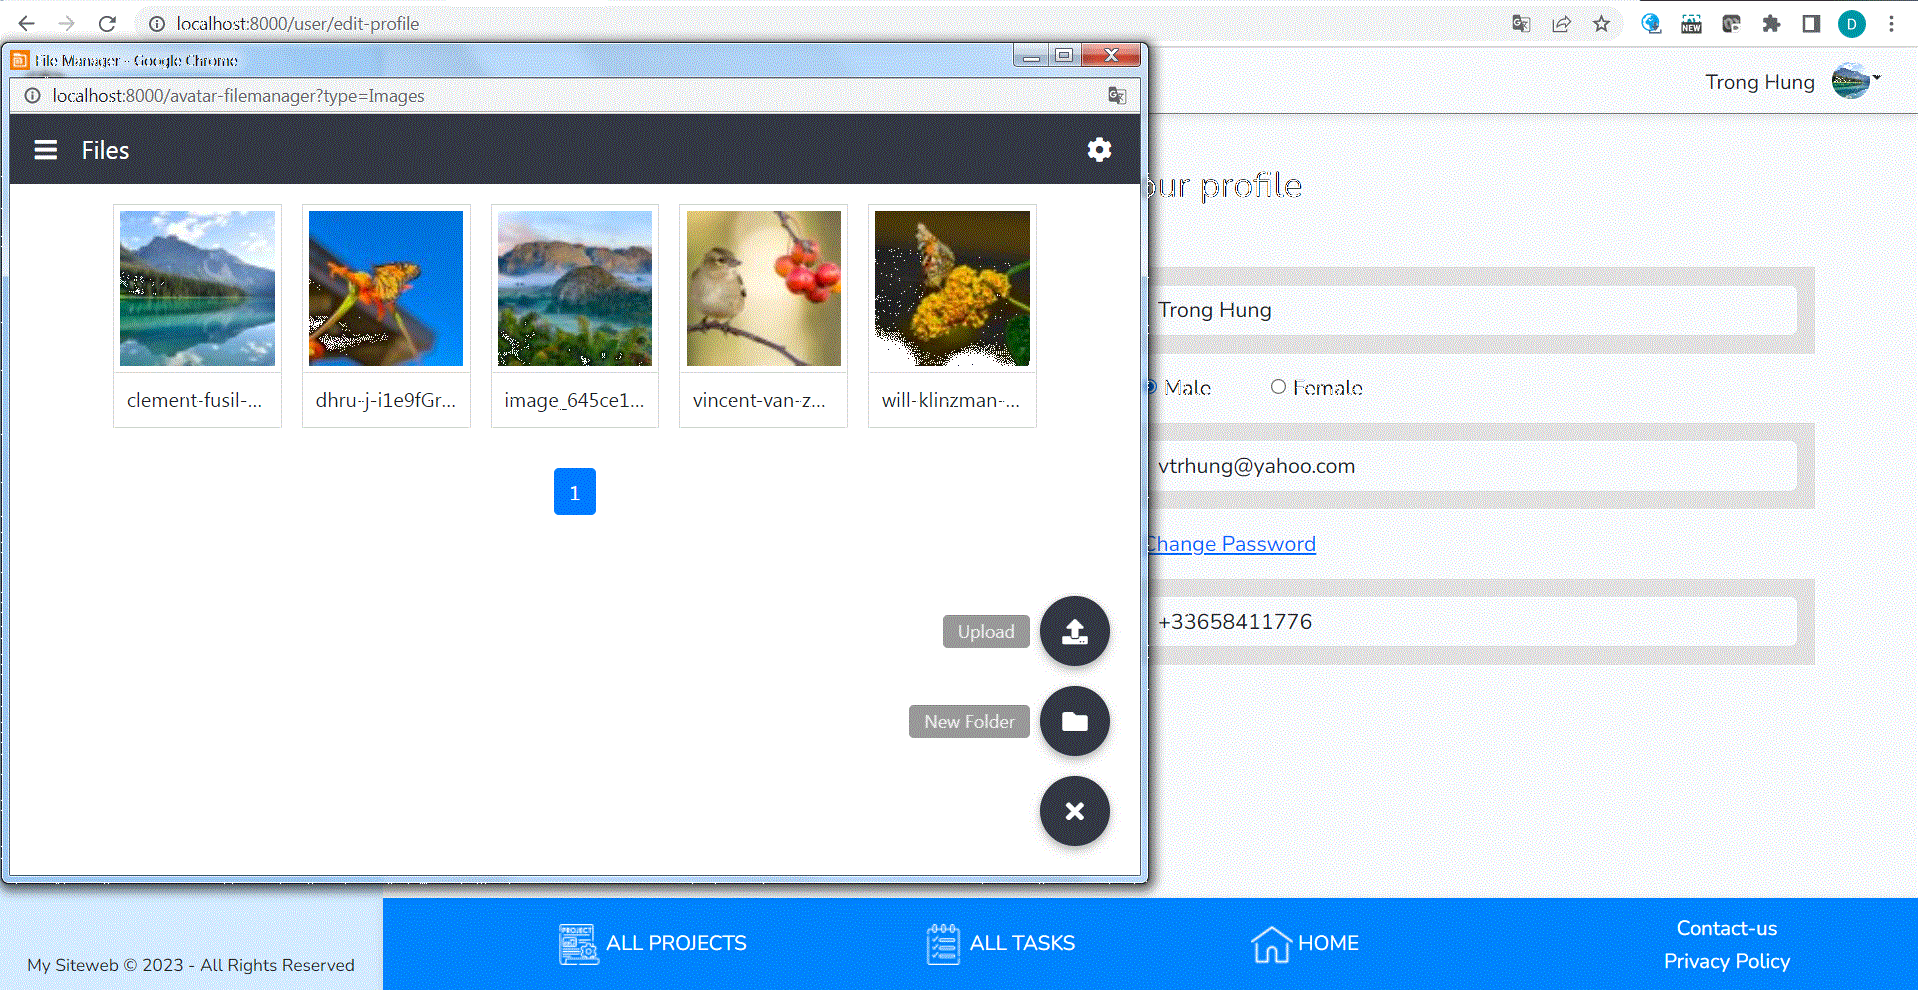 localhost:8000/user/edit-profile
NEW
D
File Manager - Google Chrome
localhost:8000/avatar-filemanager?type=Images
Trong Hung
Files
our profile
clement-fusil-...
dhru-j-i1e9fGr...
image_645ce1...
vincent-van-z...
will-klinzman-...
1
Trong Hung
Male
Female
vtrhung@yahoo.com
Change Password
+33658411776
Upload
New Folder
My Siteweb © 2023 - All Rights Reserved
PROJECT
ALL PROJECTS
ALL TASKS
HOME
Contact-us
Privacy Policy